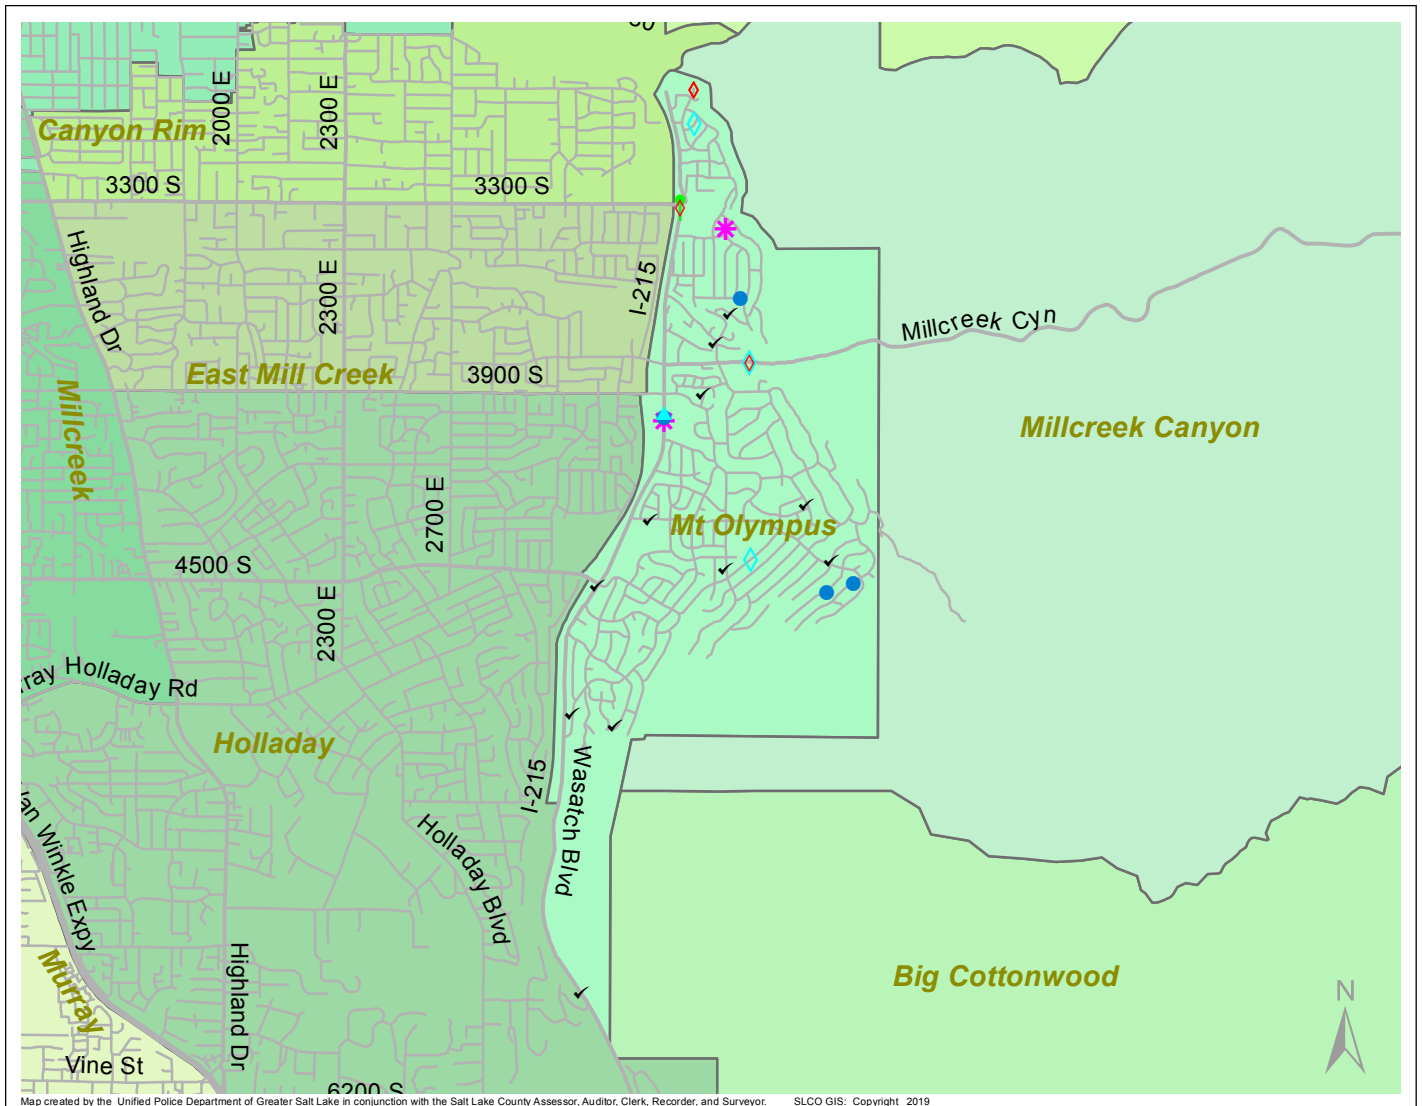 2000 E
2300 E
Canyon Rim
3300 S
3300 S
Highland Dr
2300 E
I-215
Millcreek Cyn
East Mill Creek
3900 S
Millcreek
Millcreek Canyon
2700 E
Mt Olympus
4500 S
2300 E
rray Holladay Rd
Holladay
I-215
Wasatch Blvd
Van Winkle Expy
Holladay Blvd
Murray
Highland Dr
Big Cottonwood
N
Vine St
6200 S
Map created by the Unified Police Department of Greater Salt Lake in conjunction with the Salt Lake County Assessor, Auditor, Clerk, Recorder, and Surveyor. SLCO GIS: Copyright 2019